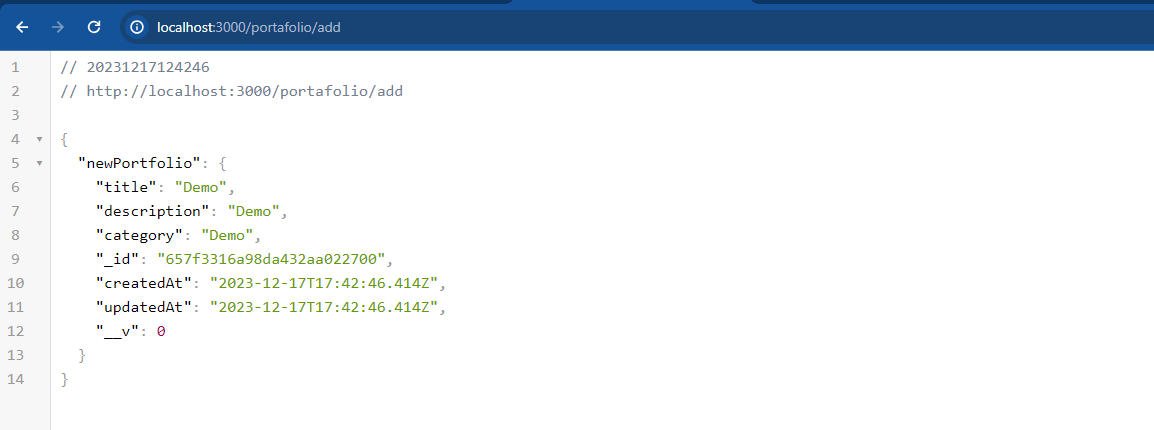 localhost:3000/portafolio/add
1 // 20231217124246
2 // http://localhost:3000/portafolio/add
3
4 {
5 "newPortfolio": {
6 "title": "Demo",
7 "description": "Demo",
8 "category": "Demo",
9 "_id": "657f3316a98da432aa022700",
10 "createdAt": "2023-12-17T17:42:46.414Z",
11 "updatedAt": "2023-12-17T17:42:46.414Z",
12 "__v": 0
13 }
14 }